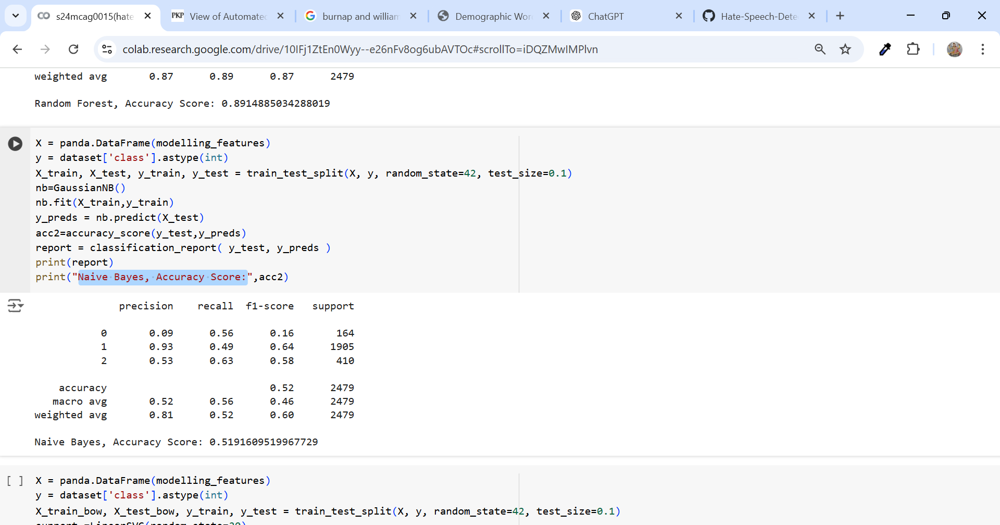 s24mcag0015(hate
View of Automated
burnap and william
Demographic Wor
ChatGPT
Hate-Speech-Dete
colab.research.google.com/drive/10IFj1ZtEn0Wyy--e26nFv8og6ubAVTOc#scrollTo=iDQZMwIMPlvn
weighted avg 0.87 0.89 0.87 2479
Random Forest, Accuracy Score: 0.8914885034288019
X = panda.DataFrame(modelling_features)
y = dataset['class'].astype(int)
X_train, X_test, y_train, y_test = train_test_split(X, y, random_state=42, test_size=0.1)
nb=GaussianNB()
nb.fit(X_train,y_train)
y_preds = nb.predict(X_test)
acc2=accuracy_score(y_test,y_preds)
report = classification_report( y_test, y_preds )
print(report)
print("Naive Bayes, Accuracy Score:",acc2)
precision recall f1-score support
0 0.09 0.56 0.16 164
1 0.93 0.49 0.64 1905
2 0.53 0.63 0.58 410
accuracy 0.52 2479
macro avg 0.52 0.56 0.46 2479
weighted avg 0.81 0.52 0.60 2479
Naive Bayes, Accuracy Score: 0.5191609519967729
[ ] X = panda.DataFrame(modelling_features)
y = dataset['class'].astype(int)
X_train_bow, X_test_bow, y_train, y_test = train_test_split(X, y, random_state=42, test_size=0.1)
support =LinearSVC(random_state=20)